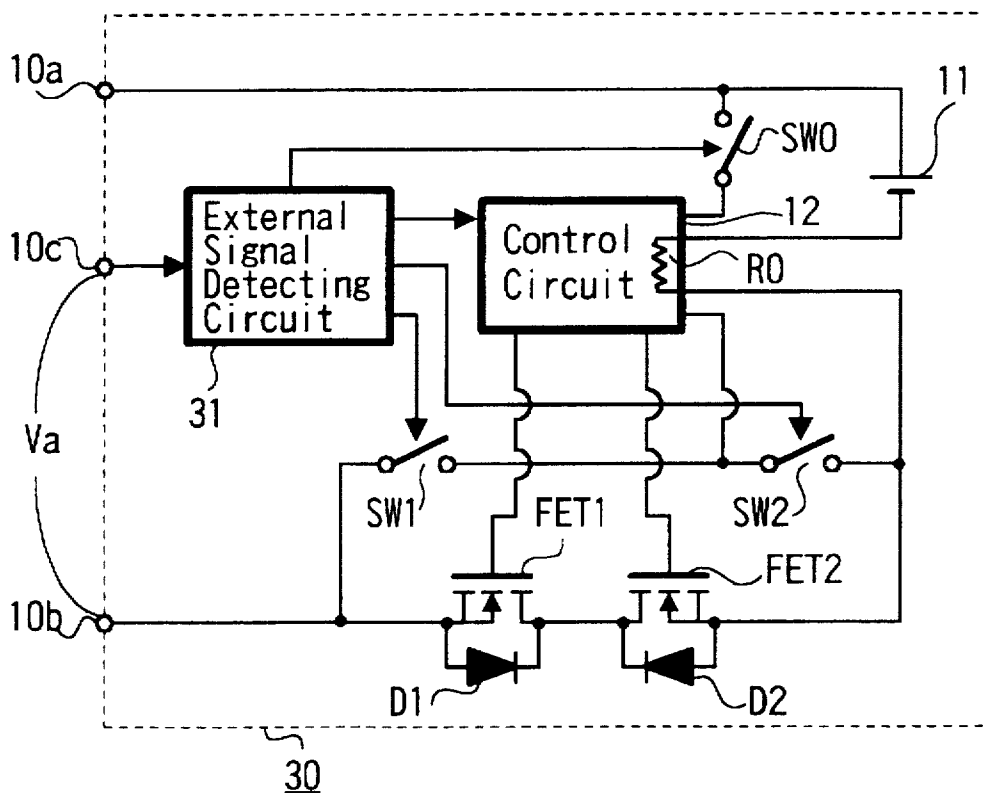 10a
11
SW0
External
Signal
Detecting
Circuit
12
10c
Control
Circuit
R0
31
Va
SW1
SW2
FET1
FET2
10b
D1
D2
30